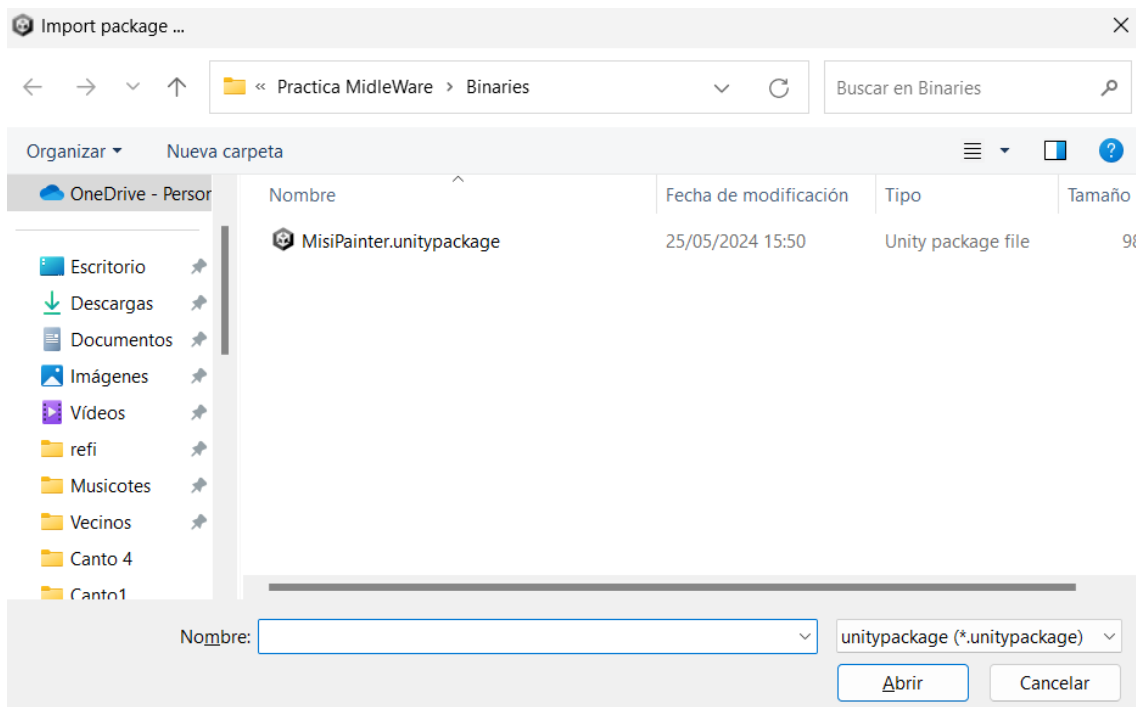 Import package ...
« Practica MidleWare > Binaries
Buscar en Binaries
Organizar Nueva carpeta
OneDrive - Persor
Nombre Fecha de modificación Tipo Tamaño
MisiPainter.unitypackage 25/05/2024 15:50 Unity package file 98
Escritorio
Descargas
Documentos
Imágenes
Vídeos
refi
Musicotes
Vecinos
Canto 4
Canto1
Nombre: unitypackage (*.unitypackage)
Abrir Cancelar